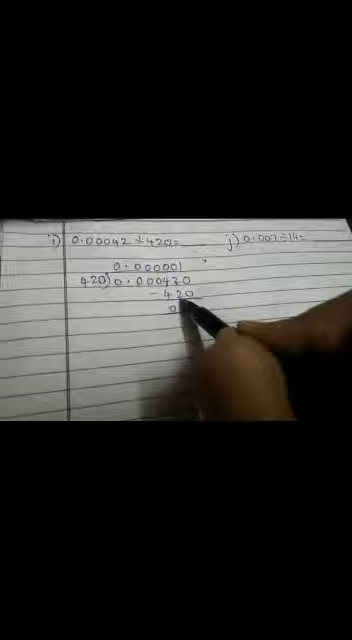 i) 0.00042 ÷ 420 = j) 0.007 ÷ 14 =
0.000001
420) 0.000420
- 420
0